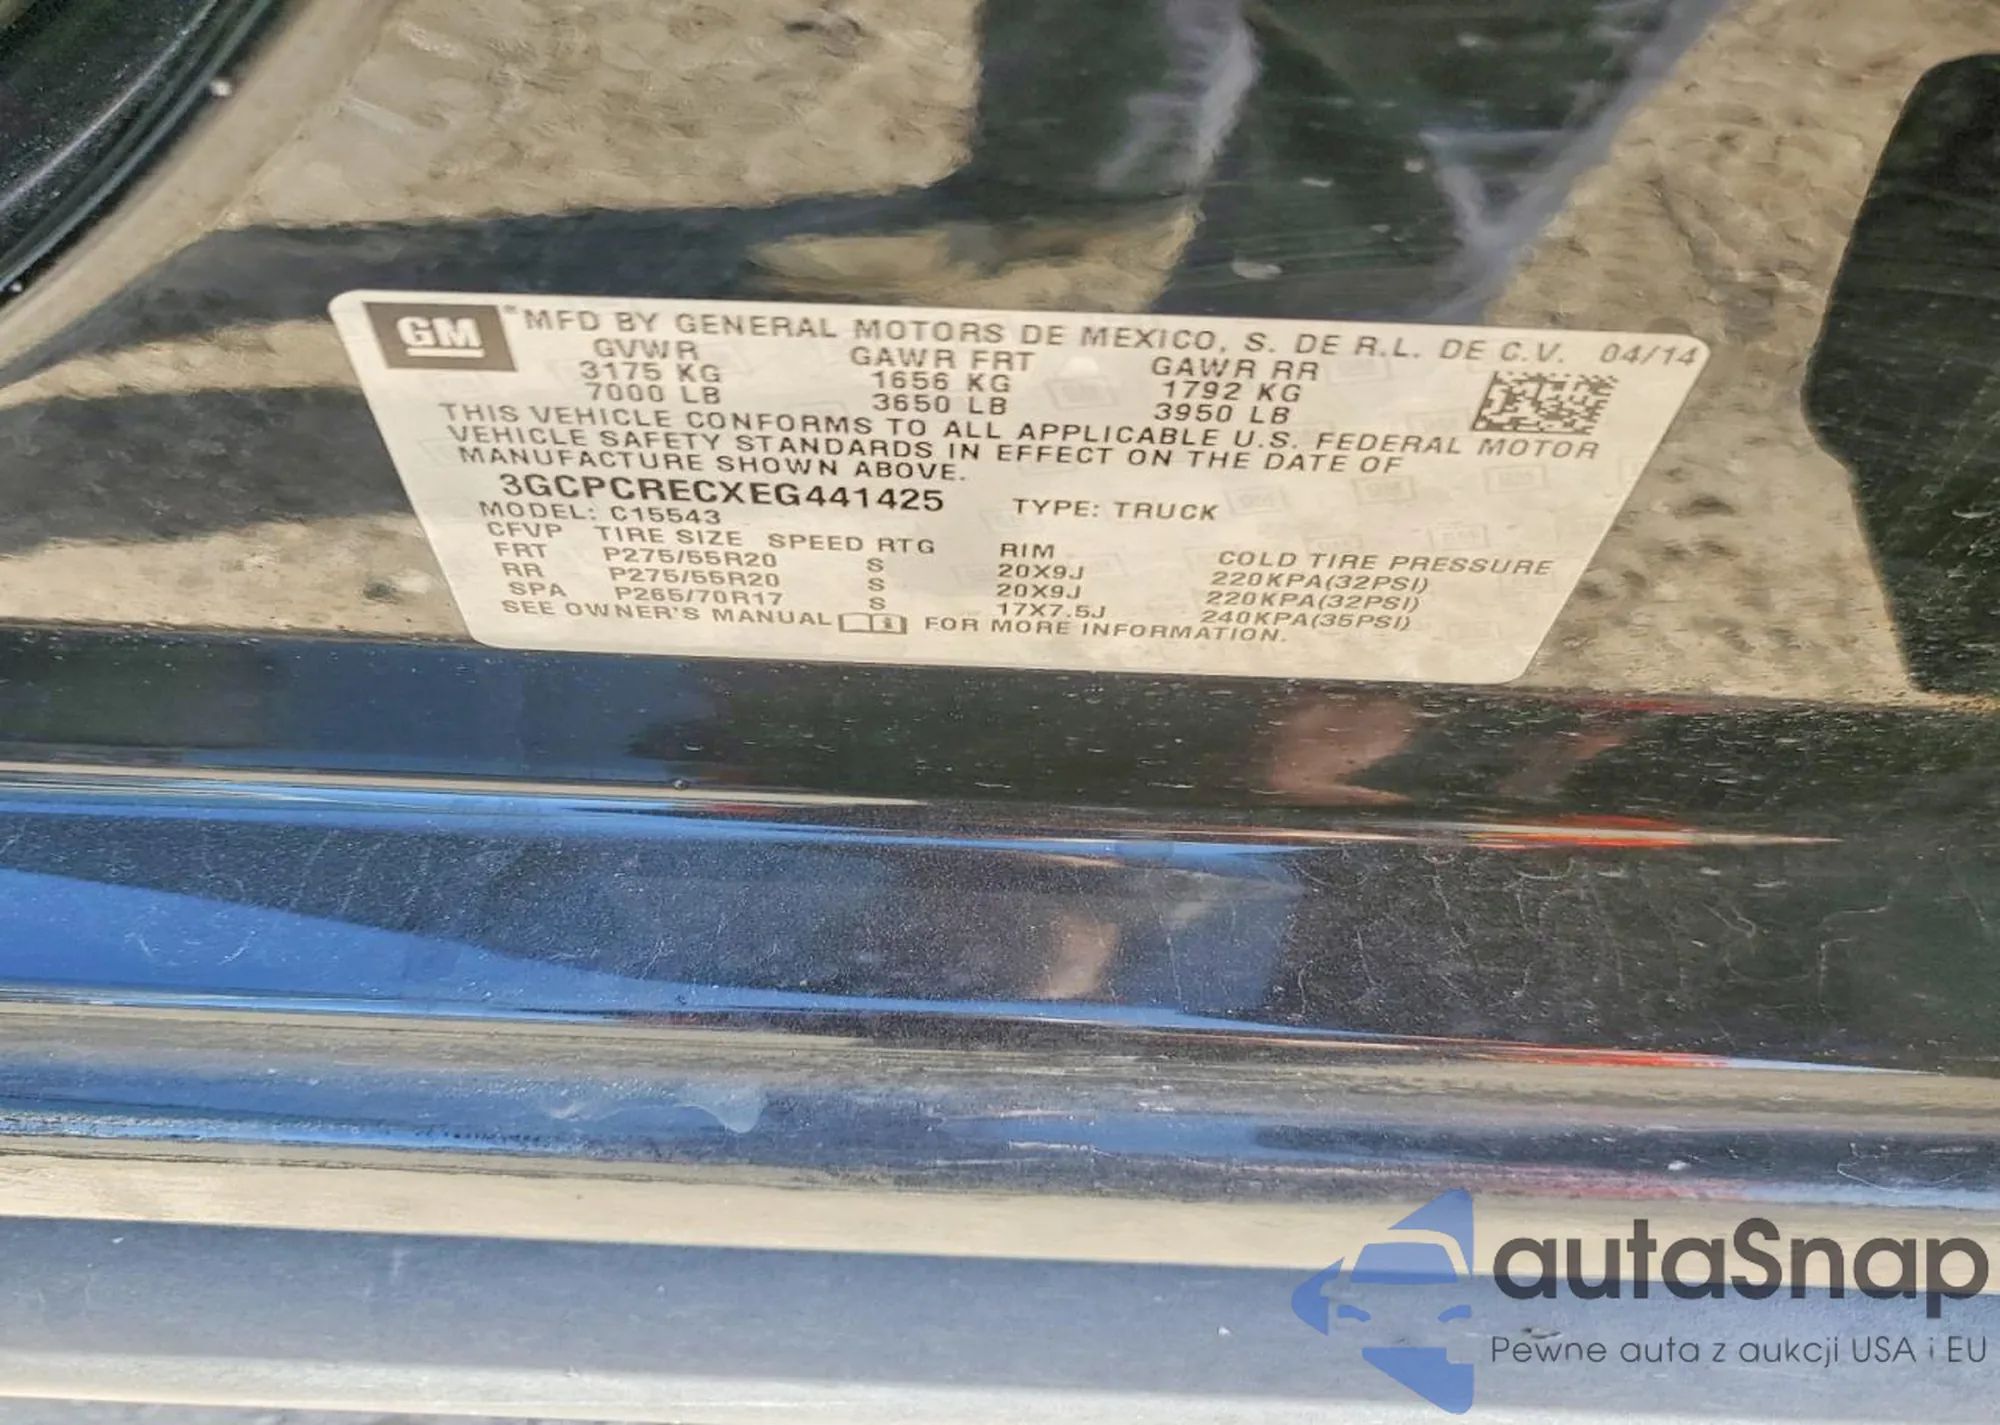 GM
MFD BY GENERAL MOTORS DE MEXICO, S. DE R.L. DE C.V. 04/14
GVWR GAWR FRT GAWR RR
3175 KG 1656 KG 1792 KG
7000 LB 3650 LB 3950 LB
THIS VEHICLE CONFORMS TO ALL APPLICABLE U.S. FEDERAL MOTOR
VEHICLE SAFETY STANDARDS IN EFFECT ON THE DATE OF
MANUFACTURE SHOWN ABOVE.
3GCPCRECXEG441425 TYPE: TRUCK
MODEL: C15543
CFVP TIRE SIZE SPEED RTG RIM COLD TIRE PRESSURE
FRT P275/55R20 S 20X9J 220KPA(32PSI)
RR P275/55R20 S 20X9J 220KPA(32PSI)
SPA P265/70R17 S 17X7.5J 240KPA(35PSI)
SEE OWNER'S MANUAL FOR MORE INFORMATION.
autaSnap
Pewne auta z aukcji USA i EU